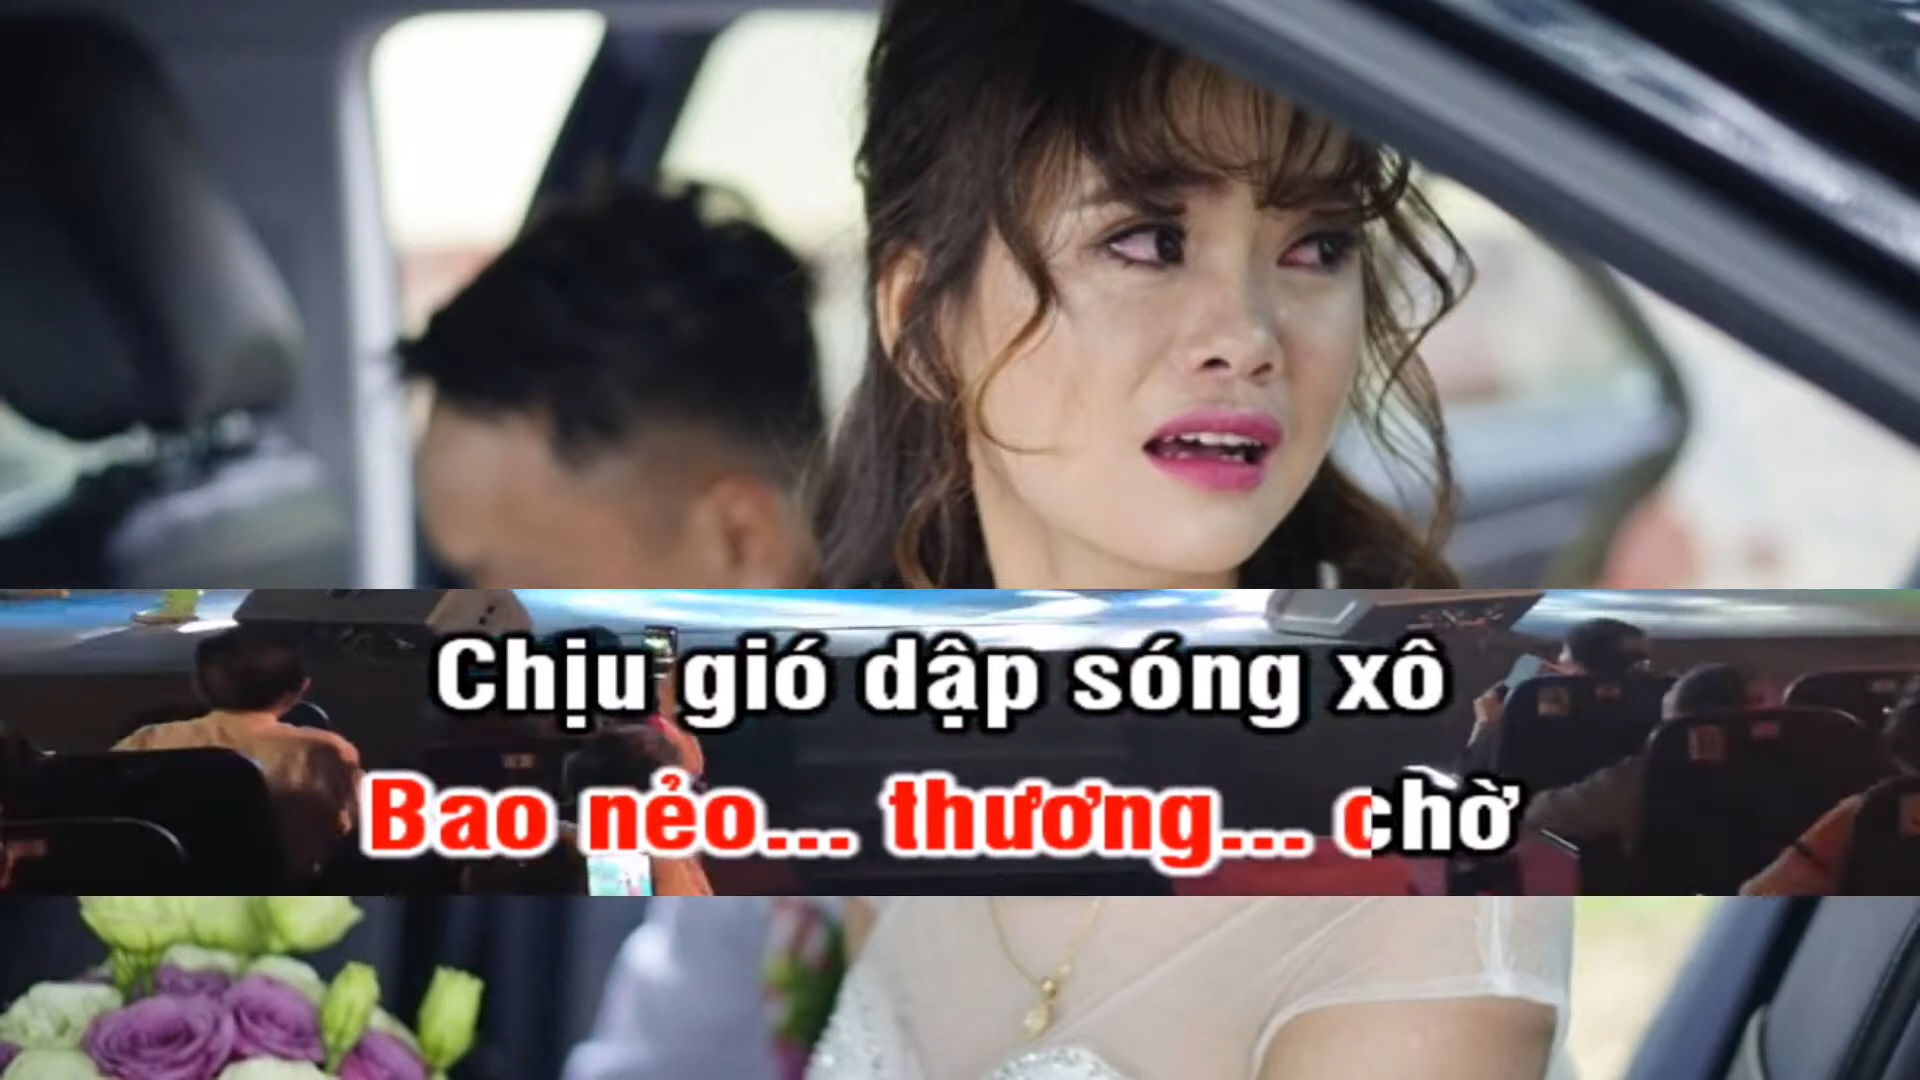 Chịu gió dập sóng xô
Bao nẻo... thương... chờ